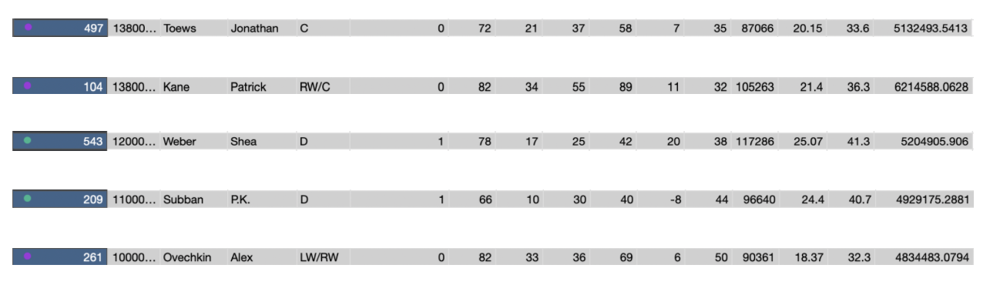 497 13800... Toews Jonathan C 0 72 21 37 58 7 35 87066 20.15 33.6 5132493.5413
104 13800... Kane Patrick RW/C 0 82 34 55 89 11 32 105263 21.4 36.3 6214588.0628
543 12000... Weber Shea D 1 78 17 25 42 20 38 117286 25.07 41.3 5204905.906
209 11000... Subban P.K. D 1 66 10 30 40 -8 44 96640 24.4 40.7 4929175.2881
261 10000... Ovechkin Alex LW/RW 0 82 33 36 69 6 50 90361 18.37 32.3 4834483.0794